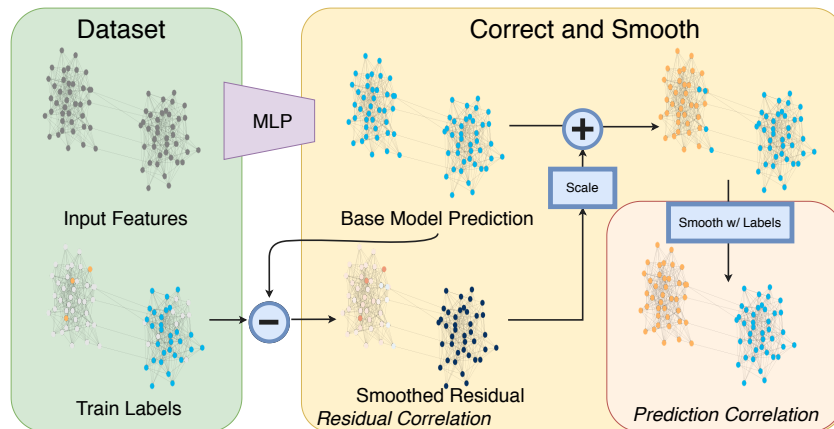 Dataset
Correct and Smooth
MLP
+
Scale
Input Features
Base Model Prediction
Smooth w/ Labels
−
Train Labels
Smoothed Residual
Residual Correlation
Prediction Correlation